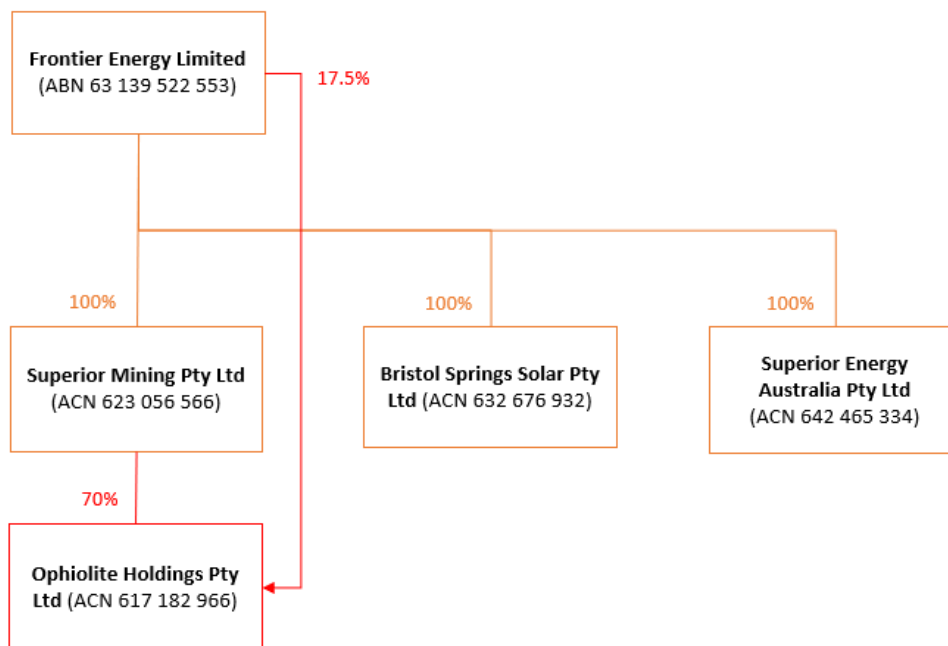 Frontier Energy Limited
(ABN 63 139 522 553)
17.5%
100%
100%
100%
Superior Mining Pty Ltd
(ACN 623 056 566)
Bristol Springs Solar Pty
Ltd (ACN 632 676 932)
Superior Energy
Australia Pty Ltd
(ACN 642 465 334)
70%
Ophiolite Holdings Pty
Ltd (ACN 617 182 966)